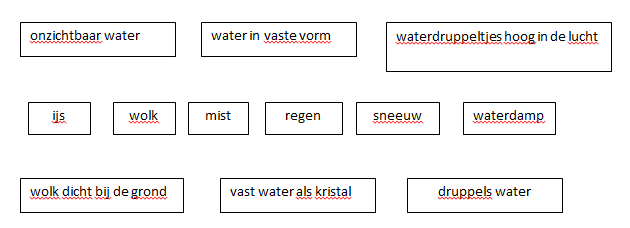 onzichtbaar water
water in vaste vorm
waterdruppeltjes hoog in de lucht
ijs
wolk
mist
regen
sneeuw
waterdamp
wolk dicht bij de grond
vast water als kristal
druppels water